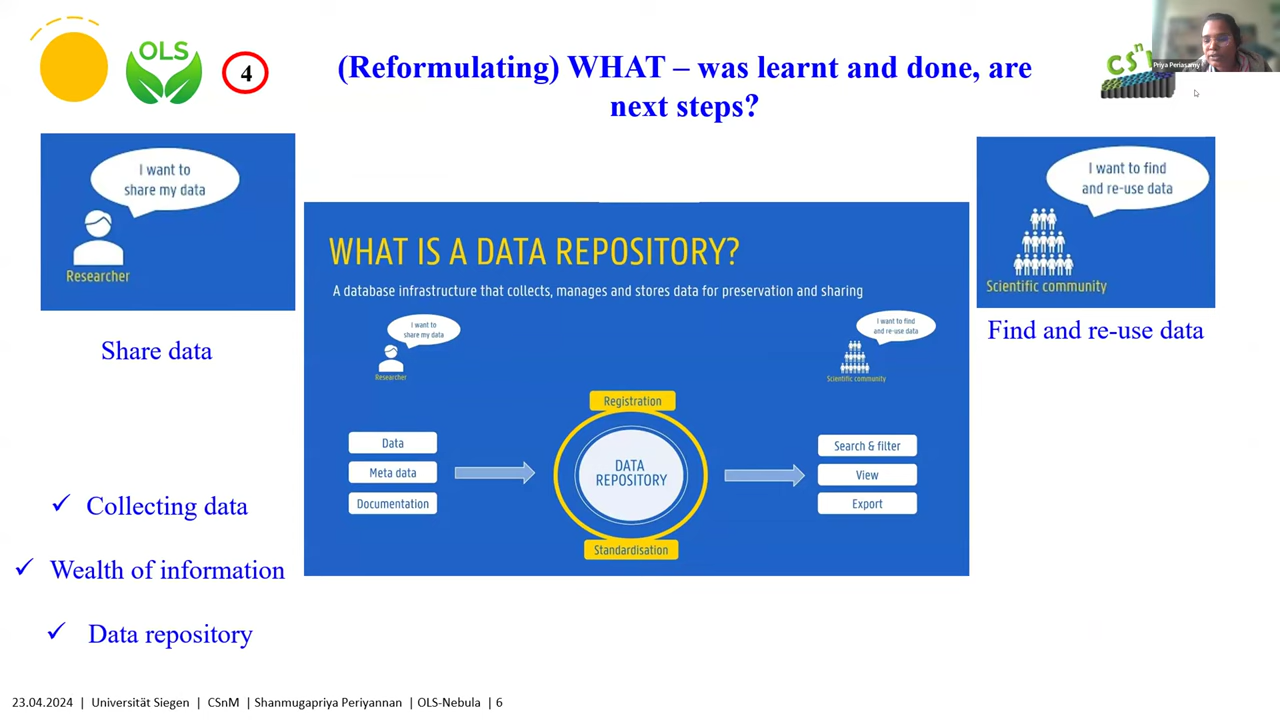 OLS
4
(Reformulating) WHAT – was learnt and done, are
next steps?
CSn
Priya Periasamy
I want to
share my data
Researcher
Share data
WHAT IS A DATA REPOSITORY?
A database infrastructure that collects, manages and stores data for preservation and sharing
I want to
share my data
Researcher
I want to find
and re-use data
Scientific community
Registration
Data
Meta data
Documentation
DATA
REPOSITORY
Search & filter
View
Export
Standardisation
I want to find
and re-use data
Scientific community
Find and re-use data
✓ Collecting data
✓ Wealth of information
✓ Data repository
23.04.2024 | Universität Siegen | CSnM | Shanmugapriya Periyannan | OLS-Nebula | 6